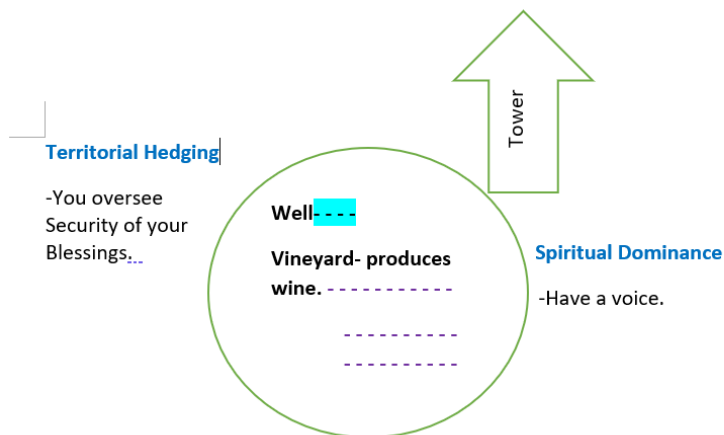 Tower
Territorial Hedging
-You oversee
Security of your
Blessings.
Well- - - -
Vineyard- produces
wine. - - - - - - - - - - -
- - - - - - - - - -
- - - - - - - - - -
Spiritual Dominance
-Have a voice.